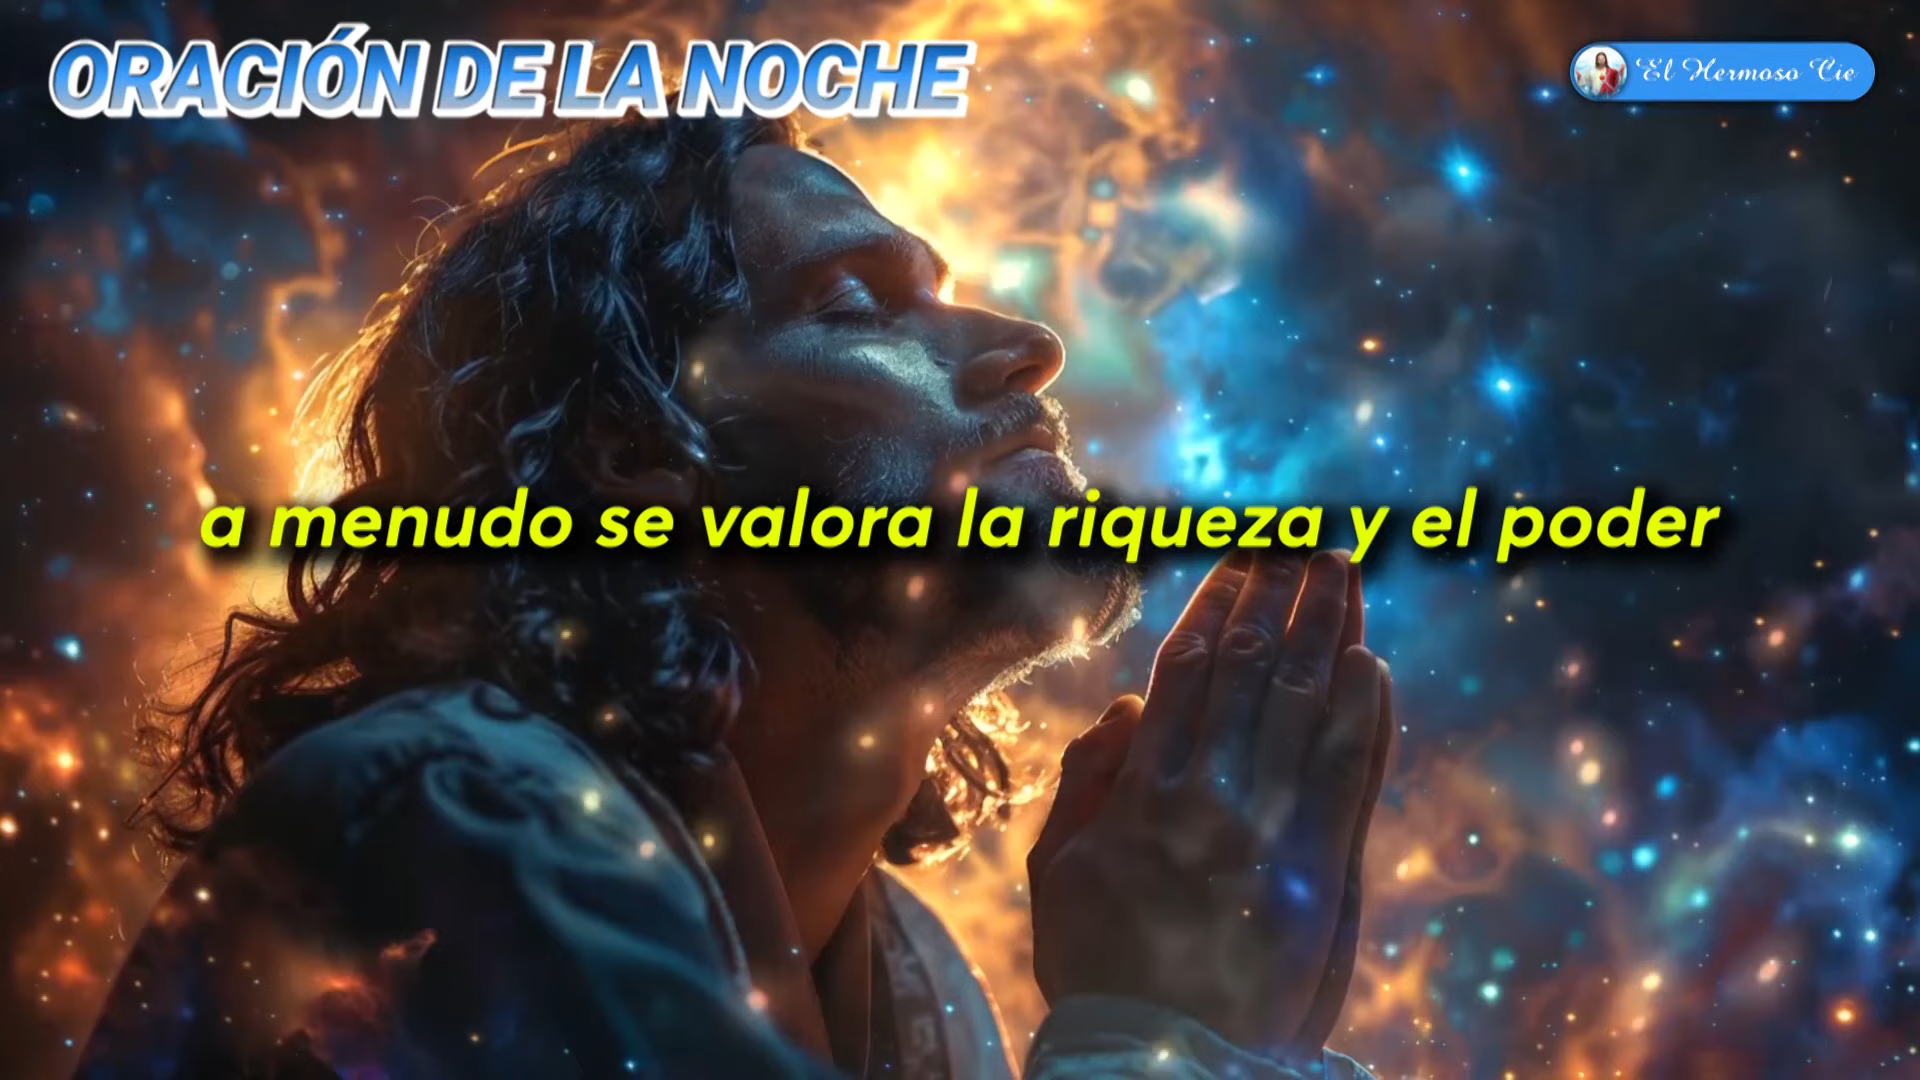 ORACIÓN DE LA NOCHE
El Hermoso Cie
a menudo se valora la riqueza y el poder